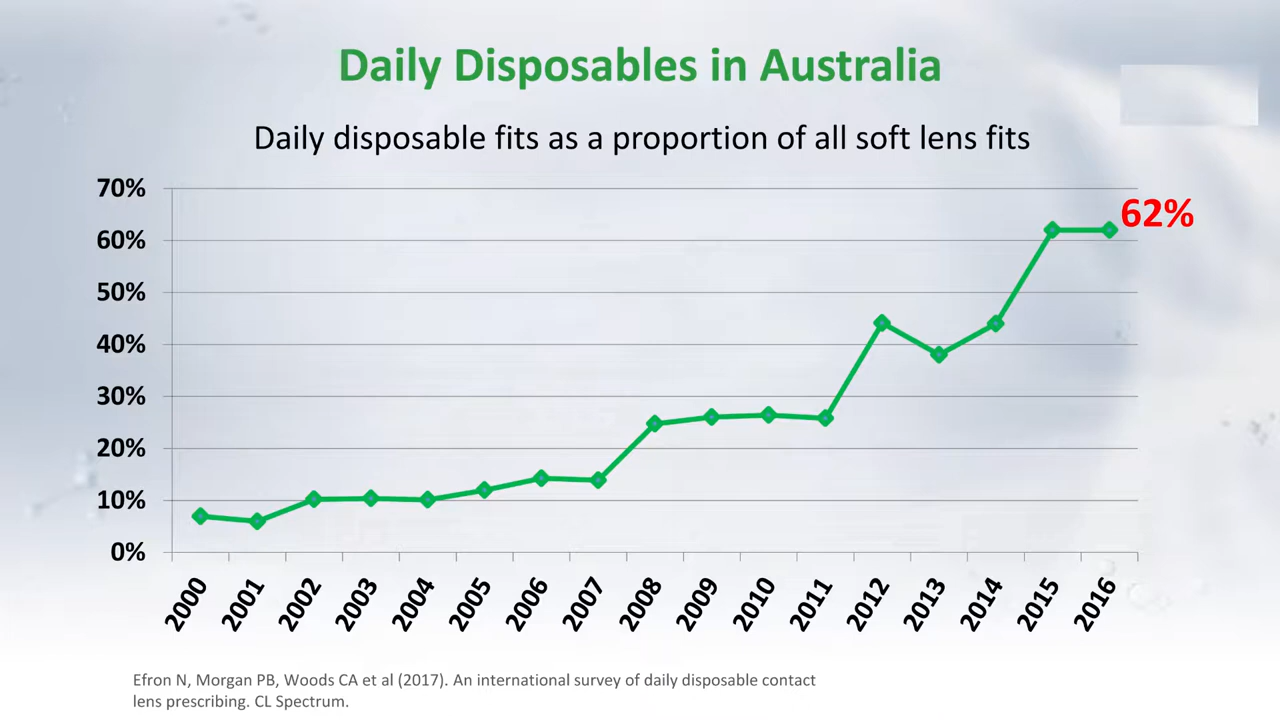 Daily Disposables in Australia
Daily disposable fits as a proportion of all soft lens fits
70%
62%
60%
50%
40%
30%
20%
10%
0%
2000 2001 2002 2003 2004 2005 2006 2007 2008 2009 2010 2011 2012 2013 2014 2015 2016
Efron N, Morgan PB, Woods CA et al (2017). An international survey of daily disposable contact
lens prescribing. CL Spectrum.